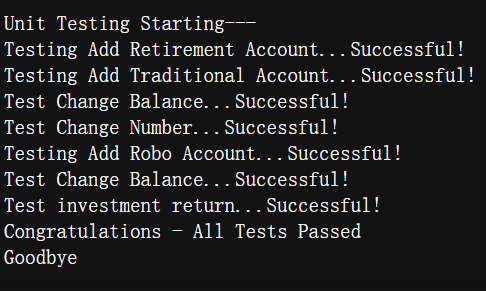 Unit Testing Starting---
Testing Add Retirement Account...Successful!
Testing Add Traditional Account...Successful!
Test Change Balance...Successful!
Test Change Number...Successful!
Testing Add Robo Account...Successful!
Test Change Balance...Successful!
Test investment return...Successful!
Congratulations - All Tests Passed
Goodbye